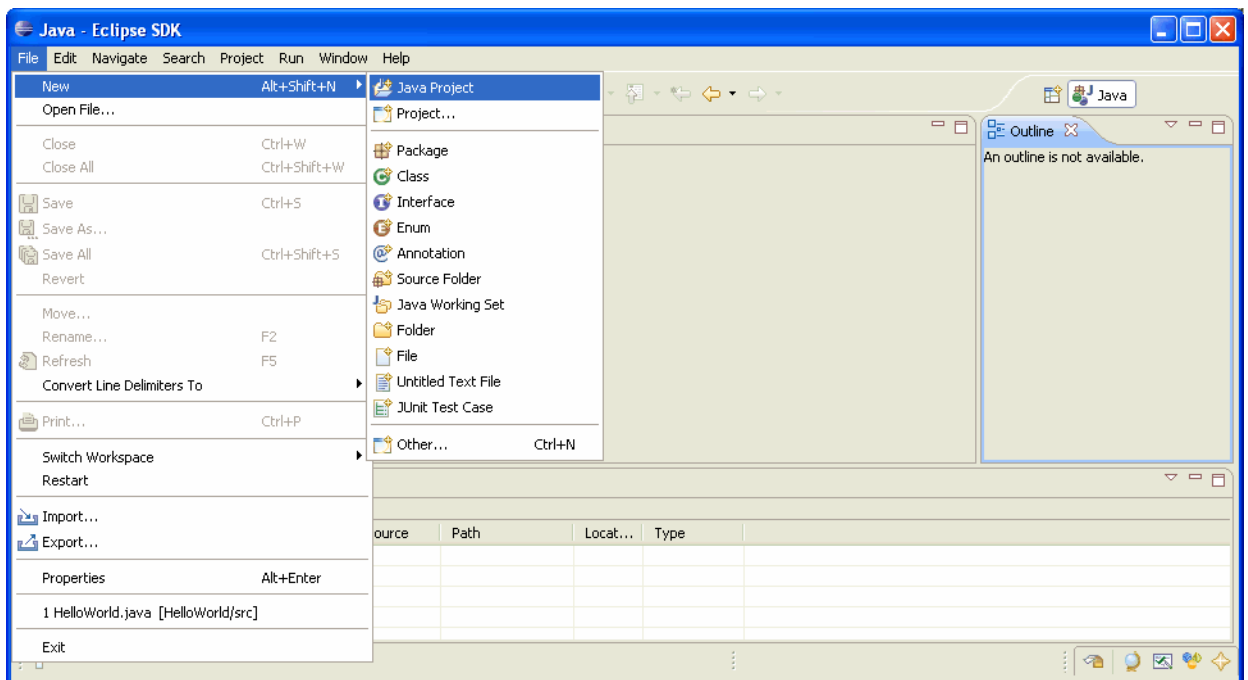 Java - Eclipse SDK
File Edit Navigate Search Project Run Window Help
New Alt+Shift+N
Open File...
Close Ctrl+W
Close All Ctrl+Shift+W
Save Ctrl+S
Save As...
Save All Ctrl+Shift+S
Revert
Move...
Rename... F2
Refresh F5
Convert Line Delimiters To
Print... Ctrl+P
Switch Workspace
Restart
Import...
Export...
Properties Alt+Enter
1 HelloWorld.java [HelloWorld/src]
Exit
Java Project
Project...
Package
Class
Interface
Enum
Annotation
Source Folder
Java Working Set
Folder
File
Untitled Text File
JUnit Test Case
Other... Ctrl+N
Java
Outline
An outline is not available.
ource Path Locat... Type